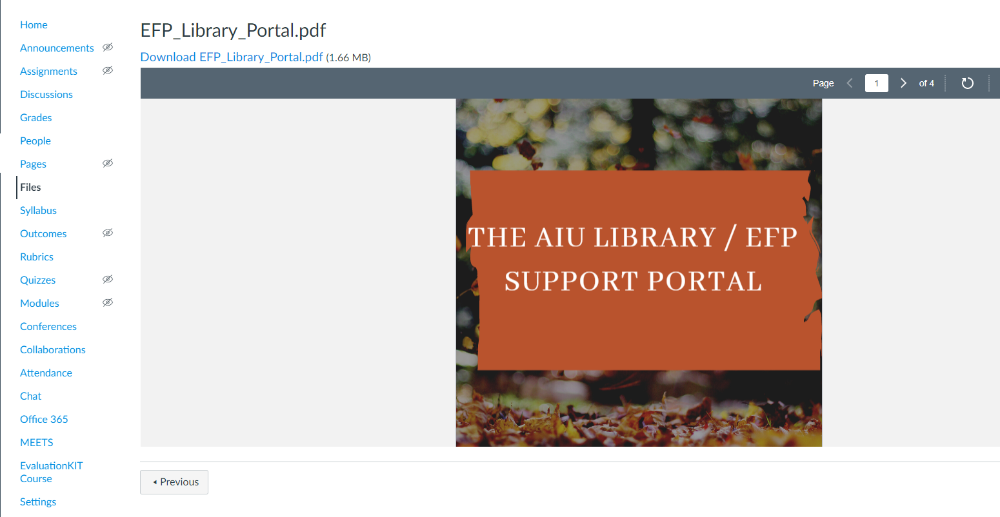 Home
Announcements
Assignments
Discussions
Grades
People
Pages
Files
Syllabus
Outcomes
Rubrics
Quizzes
Modules
Conferences
Collaborations
Attendance
Chat
Office 365
MEETS
EvaluationKIT
Course
Settings
EFP_Library_Portal.pdf
Download EFP_Library_Portal.pdf (1.66 MB)
Page 1 of 4
THE AIU LIBRARY / EFP
SUPPORT PORTAL
Previous